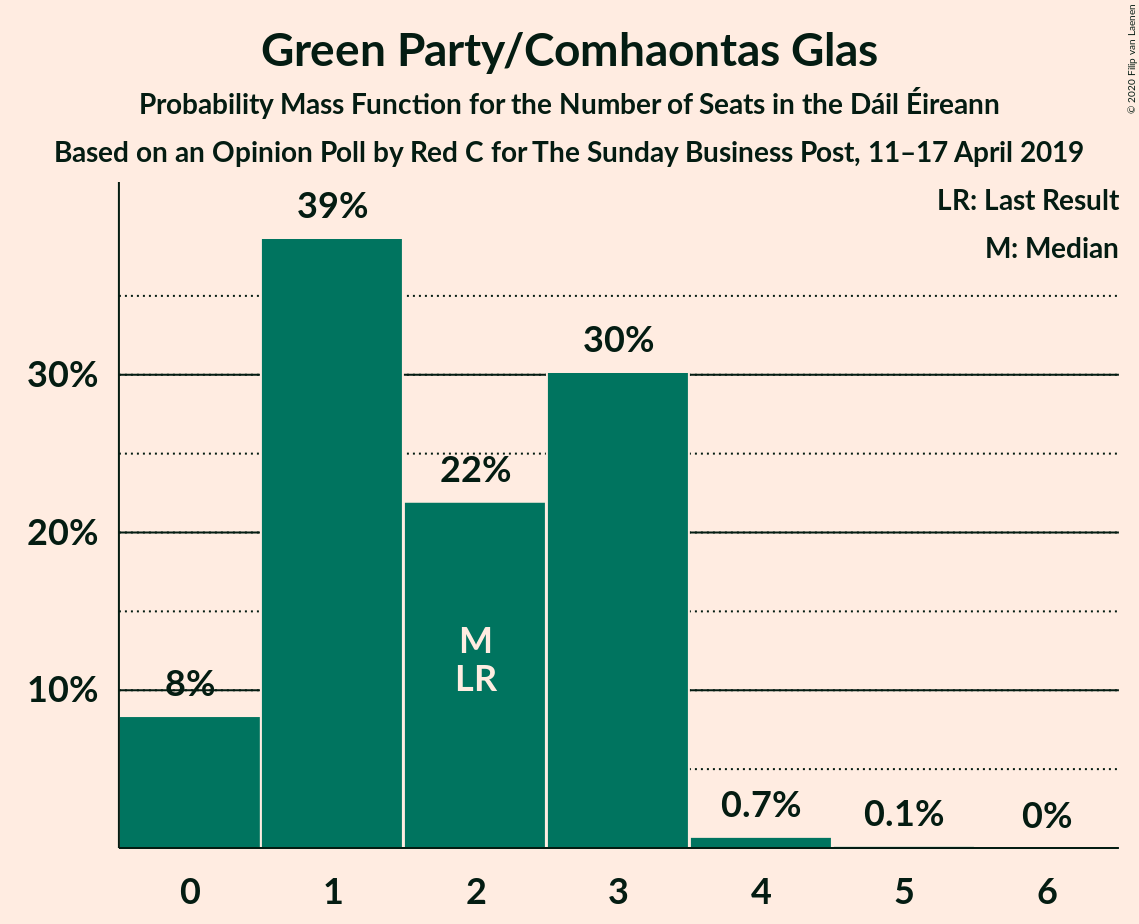 Green Party/Comhaontas Glas
Probability Mass Function for the Number of Seats in the Dáil Éireann
Based on an Opinion Poll by Red C for The Sunday Business Post, 11–17 April 2019
© 2020 Filip van Laenen
LR: Last Result
M: Median
39%
30%
22%
8%
0.7%
0.1%
0%
M
LR
30%
20%
10%
0 1 2 3 4 5 6